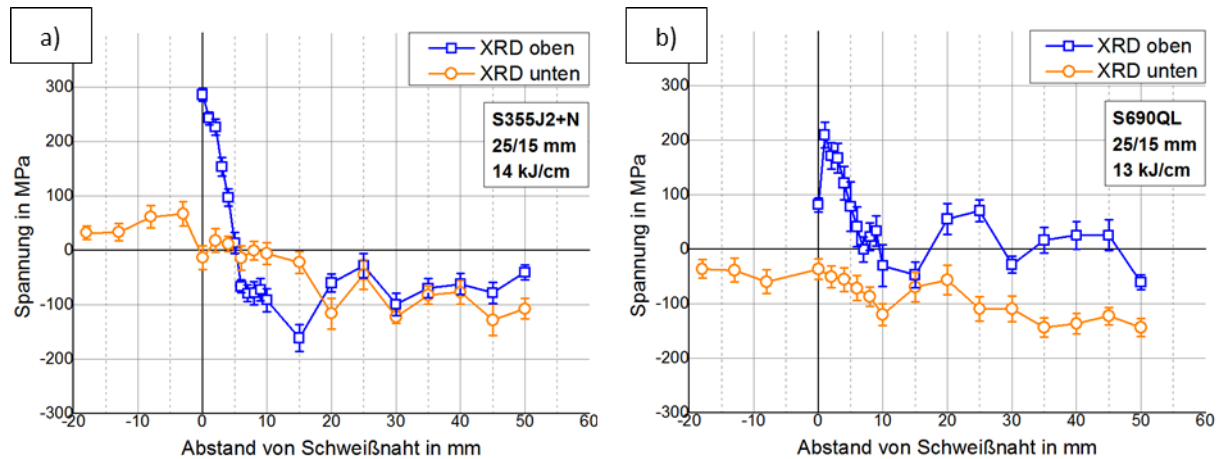 a)
XRD oben
XRD unten
S355J2+N
25/15 mm
14 kJ/cm
Spannung in MPa
300
200
100
0
-100
-200
-300
-20 -10 0 10 20 30 40 50 60
Abstand von Schweißnaht in mm
b)
XRD oben
XRD unten
S690QL
25/15 mm
13 kJ/cm
Spannung in MPa
300
200
100
0
-100
-200
-300
-20 -10 0 10 20 30 40 50 60
Abstand von Schweißnaht in mm